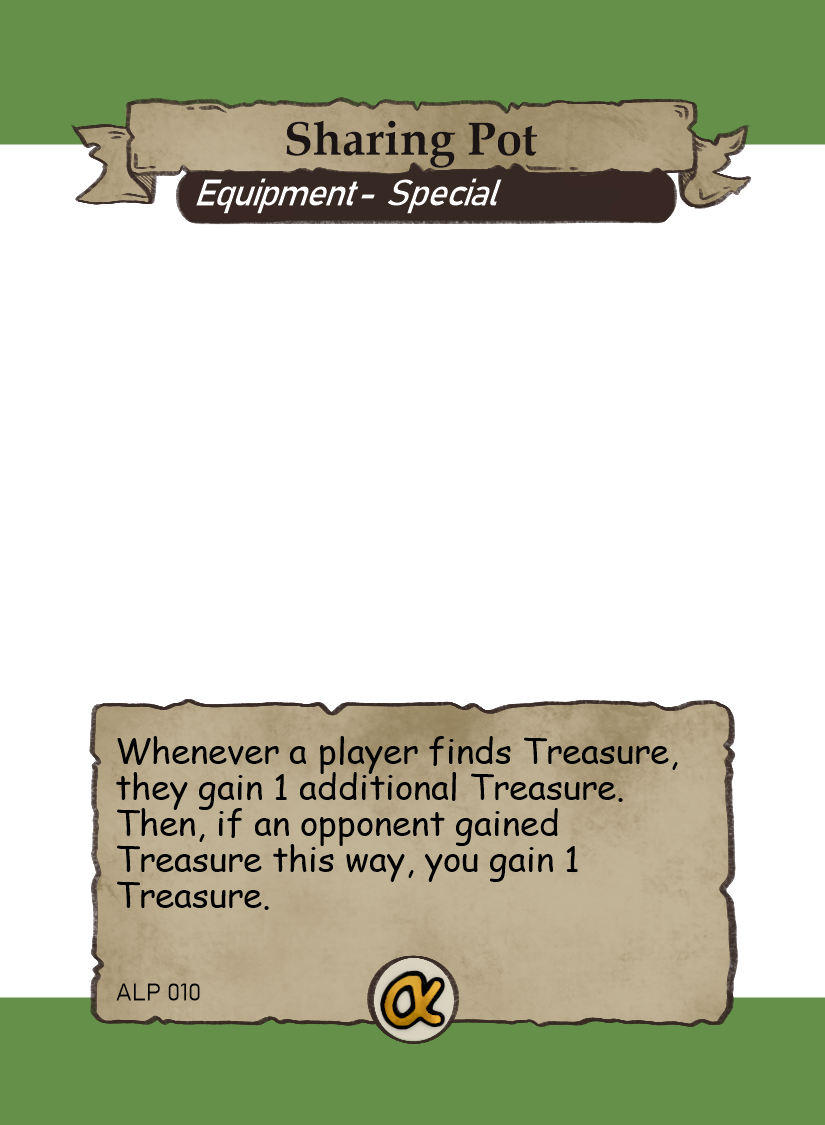 Sharing Pot
Equipment- Special
Whenever a player finds Treasure,
they gain 1 additional Treasure.
Then, if an opponent gained
Treasure this way, you gain 1
Treasure.
ALP 010
α